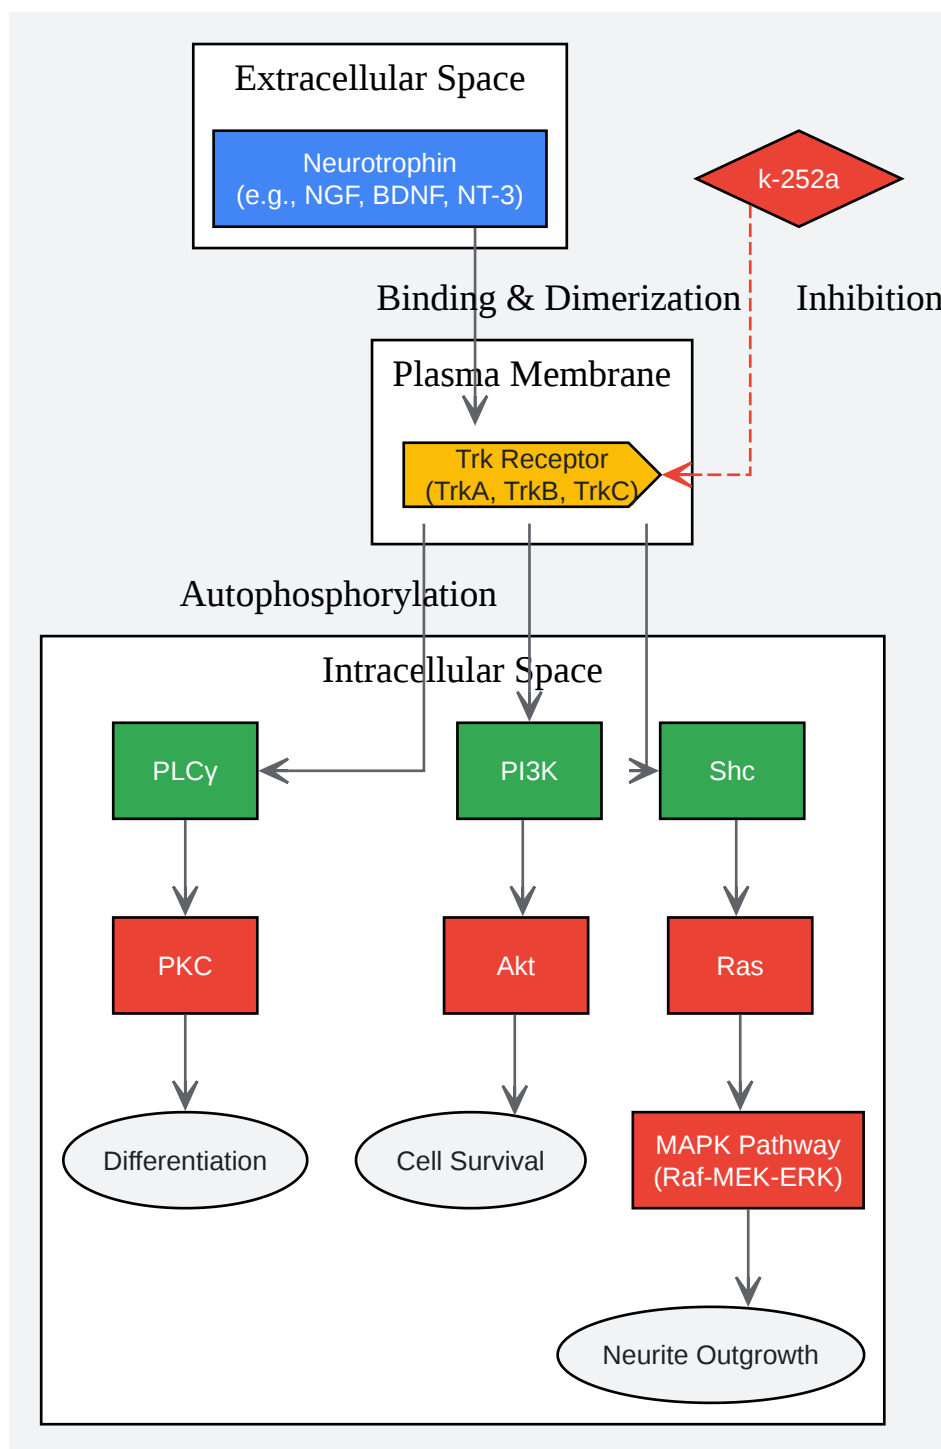 Extracellular Space
Neurotrophin
(e.g., NGF, BDNF, NT-3)
k-252a
Binding & Dimerization
Inhibition
Plasma Membrane
Trk Receptor
(TrkA, TrkB, TrkC)
Autophosphorylation
Intracellular Space
PLCγ
PI3K
Shc
PKC
Akt
Ras
Differentiation
Cell Survival
MAPK Pathway
(Raf-MEK-ERK)
Neurite Outgrowth